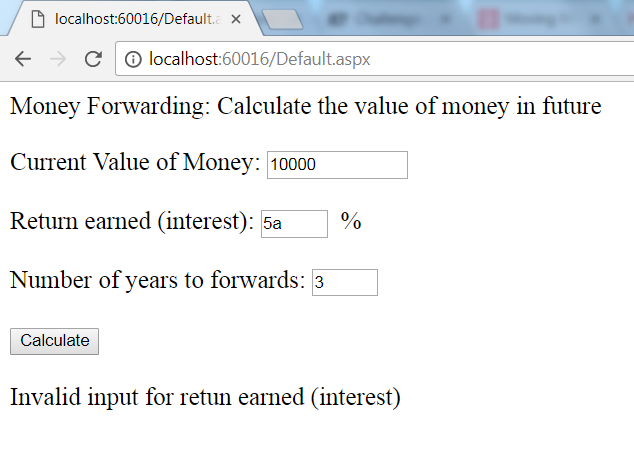 localhost:60016/Default.a
localhost:60016/Default.aspx
Money Forwarding: Calculate the value of money in future
Current Value of Money: 10000
Return earned (interest): 5a %
Number of years to forwards: 3
Calculate
Invalid input for retun earned (interest)